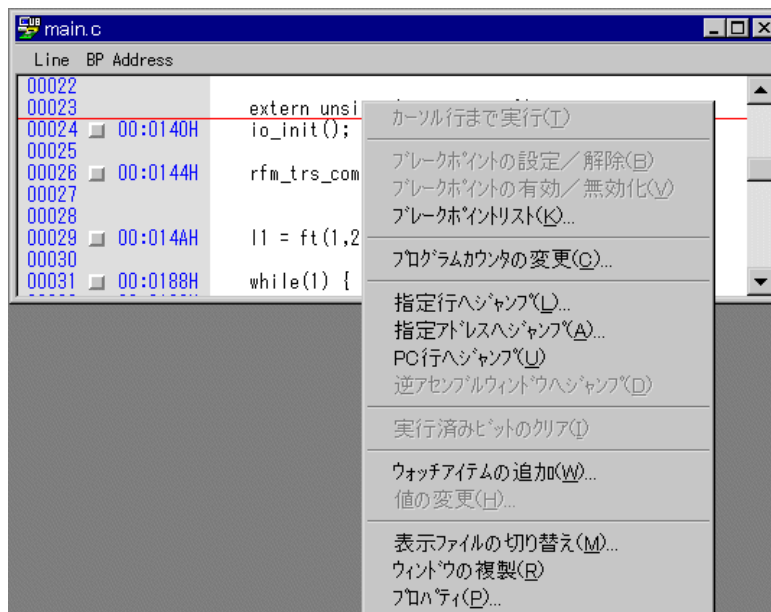 main.c
Line BP Address
00022
00023 extern unsi
00024 00:0140H io_init();
00025
00026 00:0144H rfm_trs_com
00027
00028
00029 00:014AH l1 = ft(1,2
00030
00031 00:0188H while(1) {
カーソル行まで実行(T)
ブレークポイントの設定/解除(B)
ブレークポイントの有効/無効化(V)
ブレークポイントリスト(K)...
プログラムカウンタの変更(C)...
指定行へジャンプ(L)...
指定アドレスへジャンプ(A)...
PC行へジャンプ(U)
逆アセンブルウィンドウへジャンプ(D)
実行済みビットのクリア(I)
ウォッチアイテムの追加(W)...
値の変更(H)...
表示ファイルの切り替え(M)...
ウィンドウの複製(R)
プロパティ(P)...